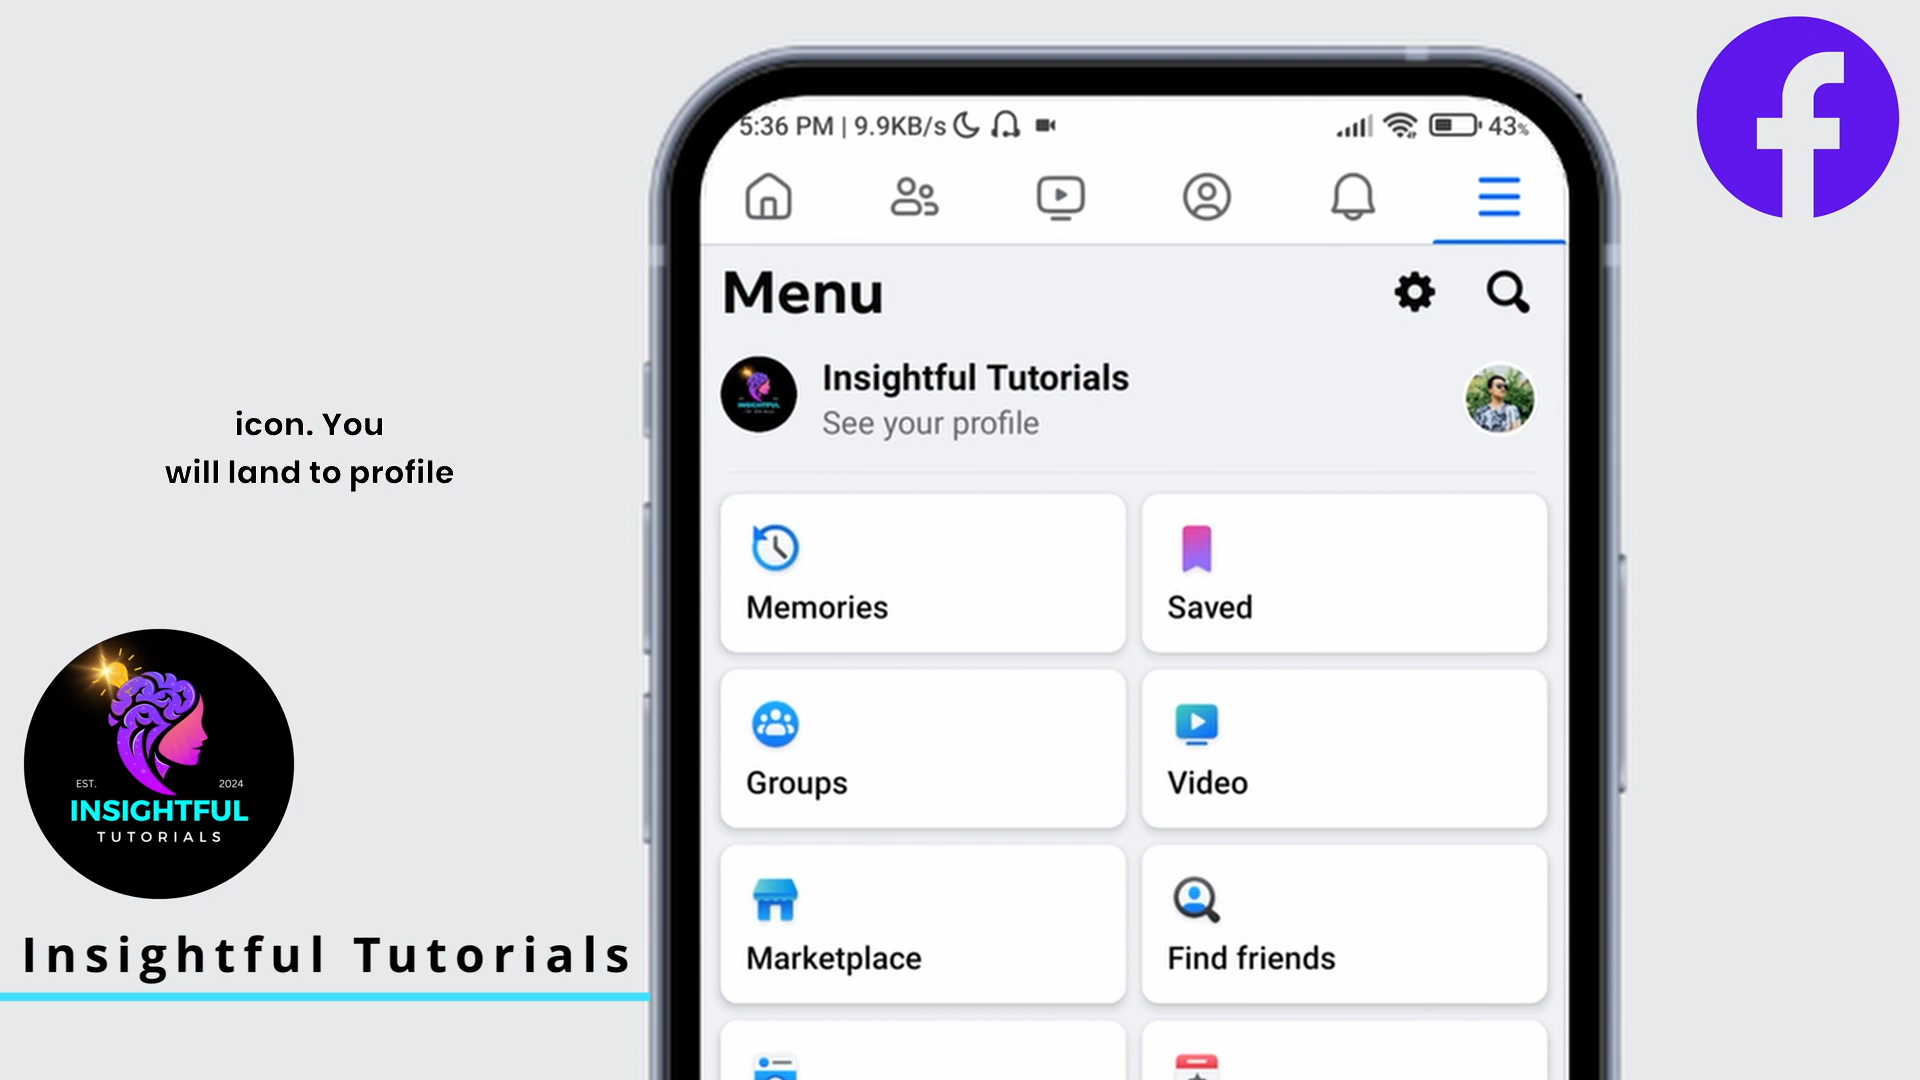 5:36 PM | 9.9KB/s
43%
Menu
Insightful Tutorials
See your profile
icon. You
will land to profile
Memories
Saved
Groups
Video
Marketplace
Find friends
EST.
2024
INSIGHTFUL
TUTORIALS
Insightful Tutorials